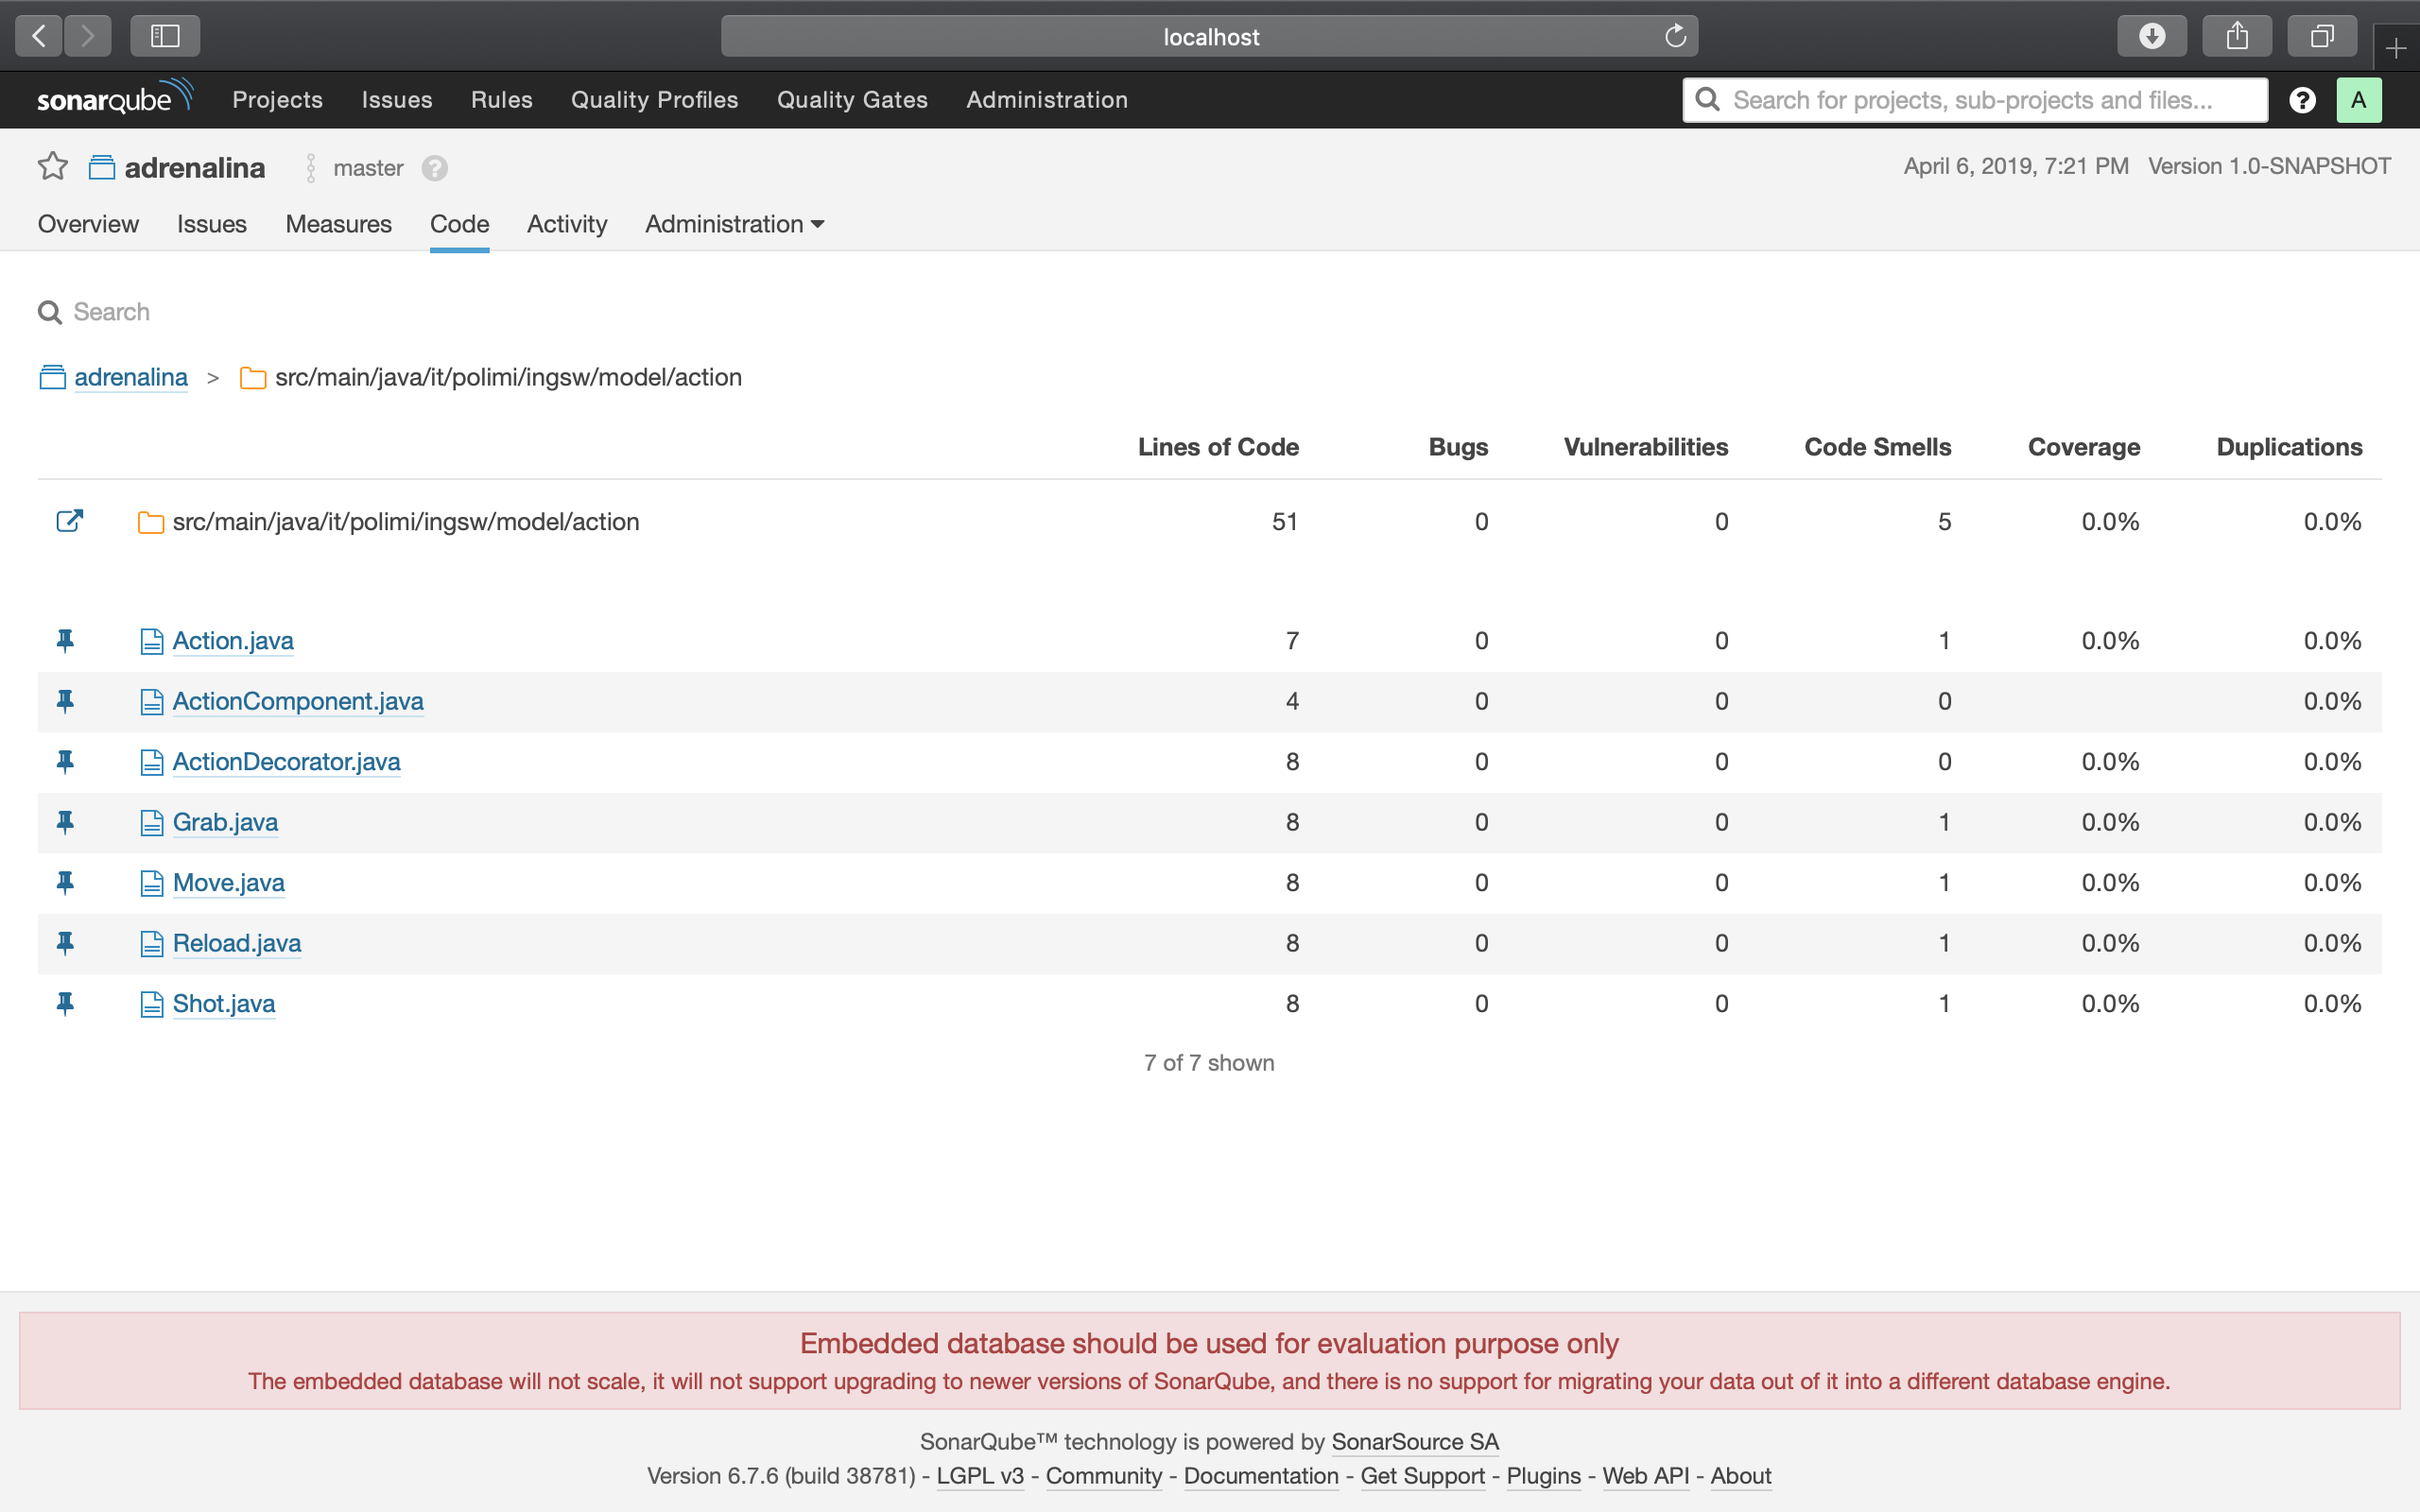 localhost
sonarqube Projects Issues Rules Quality Profiles Quality Gates Administration Search for projects, sub-projects and files... ? A
adrenalina master ? April 6, 2019, 7:21 PM Version 1.0-SNAPSHOT
Overview Issues Measures Code Activity Administration
Search
adrenalina > src/main/java/it/polimi/ingsw/model/action
Lines of Code Bugs Vulnerabilities Code Smells Coverage Duplications
src/main/java/it/polimi/ingsw/model/action 51 0 0 5 0.0% 0.0%
Action.java 7 0 0 1 0.0% 0.0%
ActionComponent.java 4 0 0 0 0.0%
ActionDecorator.java 8 0 0 0 0.0% 0.0%
Grab.java 8 0 0 1 0.0% 0.0%
Move.java 8 0 0 1 0.0% 0.0%
Reload.java 8 0 0 1 0.0% 0.0%
Shot.java 8 0 0 1 0.0% 0.0%
7 of 7 shown
Embedded database should be used for evaluation purpose only
The embedded database will not scale, it will not support upgrading to newer versions of SonarQube, and there is no support for migrating your data out of it into a different database engine.
SonarQube™ technology is powered by SonarSource SA
Version 6.7.6 (build 38781) - LGPL v3 - Community - Documentation - Get Support - Plugins - Web API - About